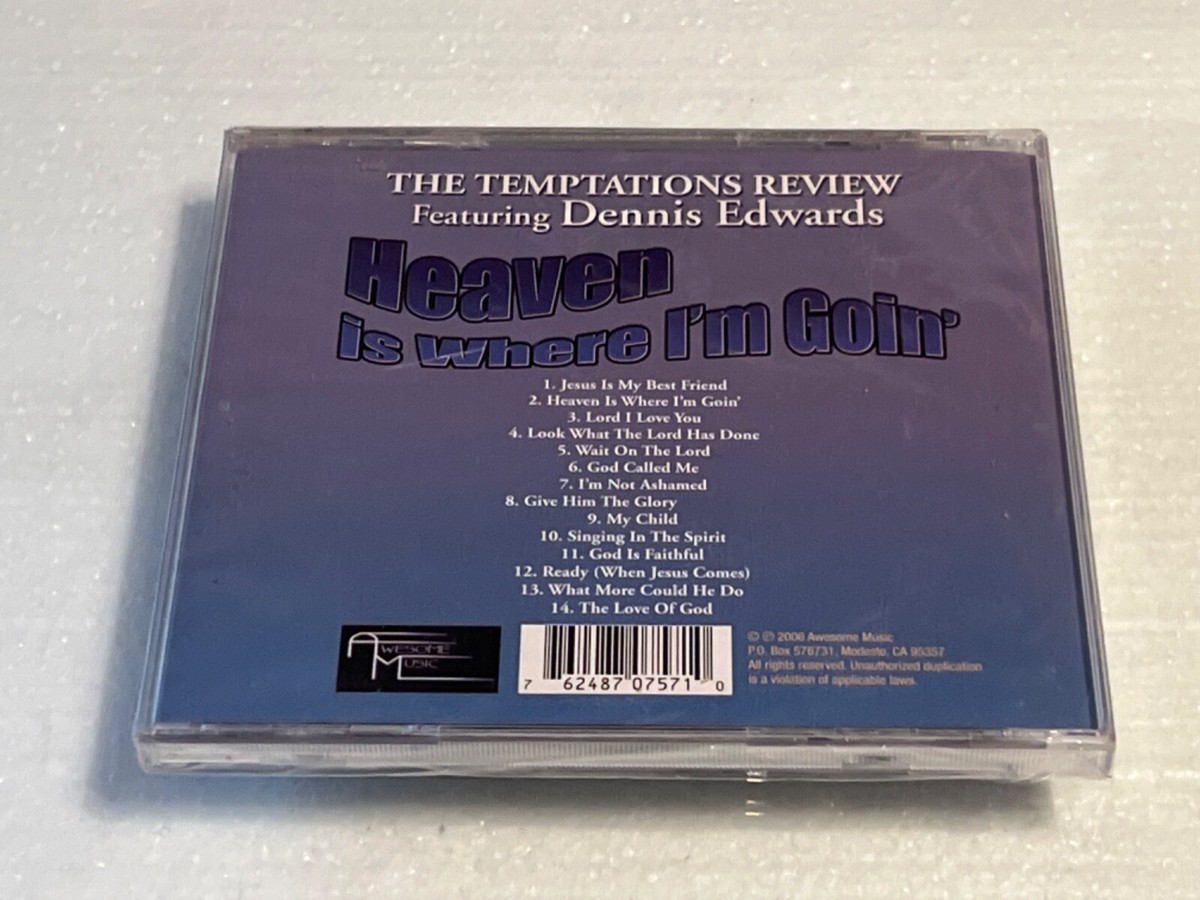 THE TEMPTATIONS REVIEW
Featuring Dennis Edwards
Heaven
is Where I'm Goin'
1. Jesus Is My Best Friend
2. Heaven Is Where I'm Goin'
3. Lord I Love You
4. Look What The Lord Has Done
5. Wait On The Lord
6. God Called Me
7. I'm Not Ashamed
8. Give Him The Glory
9. My Child
10. Singing In The Spirit
11. God Is Faithful
12. Ready (When Jesus Comes)
13. What More Could He Do
14. The Love Of God
AWESOME
MUSIC
7 62487 07571 0
© ℗ 2006 Awesome Music
P.O. Box 576731, Modesto, CA 95357
All rights reserved. Unauthorized duplication
is a violation of applicable laws.